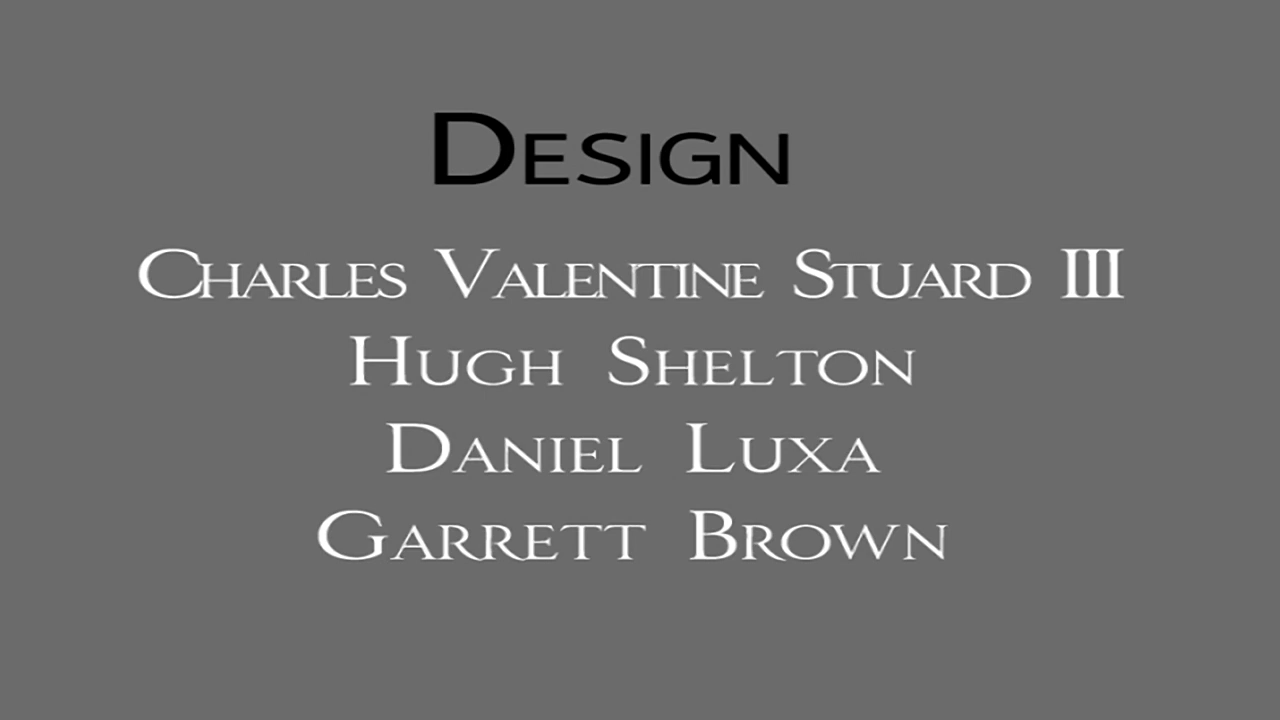 Design
Charles Valentine Stuard III
Hugh Shelton
Daniel Luxa
Garrett Brown